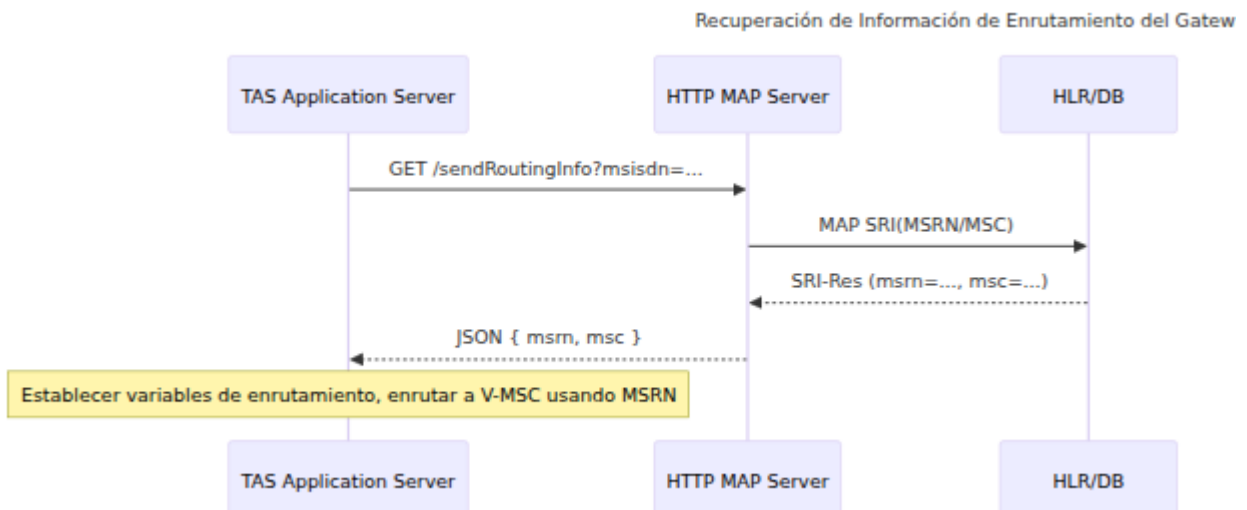 Recuperación de Información de Enrutamiento del Gatew
TAS Application Server
HTTP MAP Server
HLR/DB
GET /sendRoutingInfo?msisdn=...
MAP SRI(MSRN/MSC)
SRI-Res (msrn=..., msc=...)
JSON { msrn, msc }
Establecer variables de enrutamiento, enrutar a V-MSC usando MSRN
TAS Application Server
HTTP MAP Server
HLR/DB